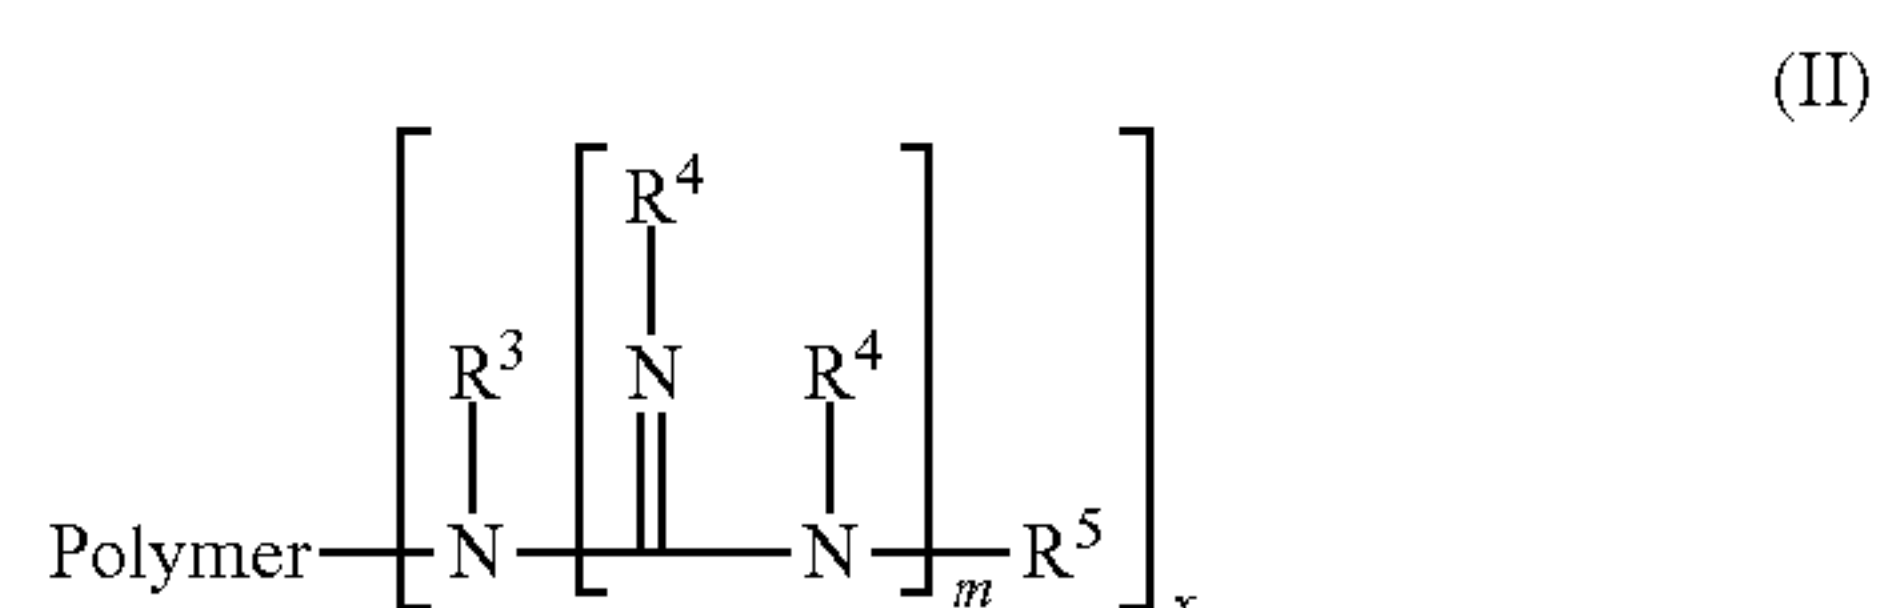 (II)
R⁴
R³ N R⁴
Polymer N N R⁵
m
x